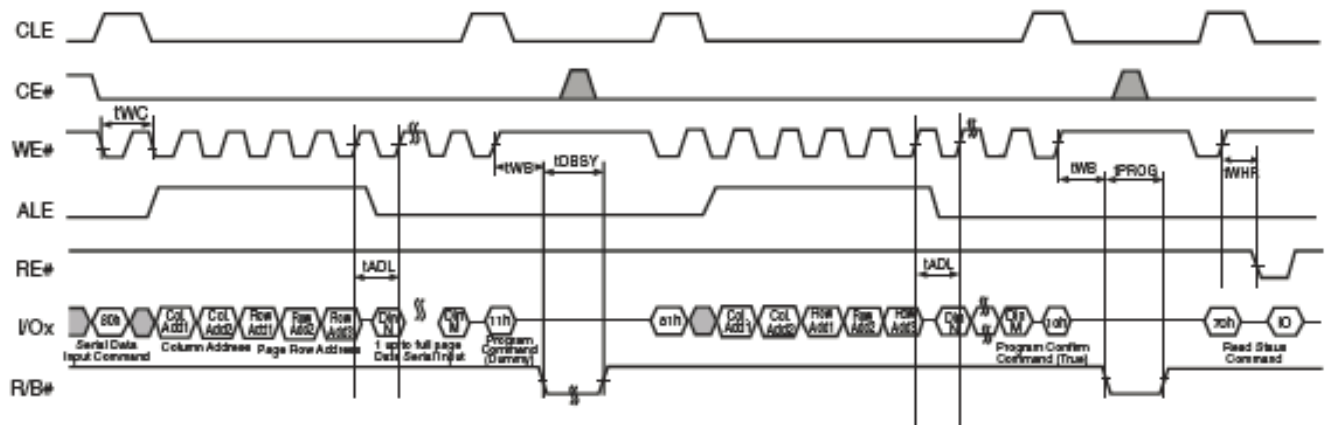 CLE
CE#
tWC
WE#
tWB tDBSY tWB tPROG tWHR
ALE
RE#
tADL tADL
I/Ox 80h Col. Add1 Col. Add2 Row Add1 Row Add2 Row Add3 Din N Din M 11h 81h Col. Add1 Col. Add2 Row Add1 Row Add2 Row Add3 Din N Din M 10h 70h IO
Serial Data Input Command Column Address Page Row Address 1 upto full page Data Serial Input Program Command (Dummy) Program Confirm Command (True) Read Staus Command
R/B#